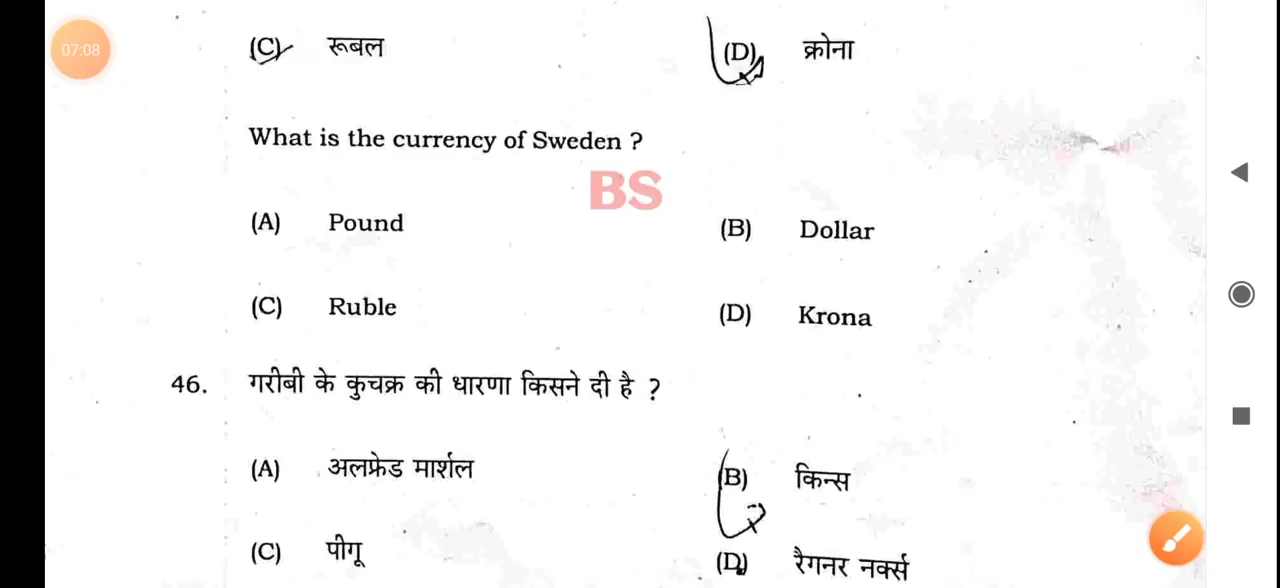 07:08
(C) रूबल (D) क्रोना
What is the currency of Sweden ?
BS
(A) Pound (B) Dollar
(C) Ruble (D) Krona
46. गरीबी के कुचक्र की धारणा किसने दी है ?
(A) अलफ्रेड मार्शल (B) किन्स
(C) पीगू (D) रैगनर नर्क्स